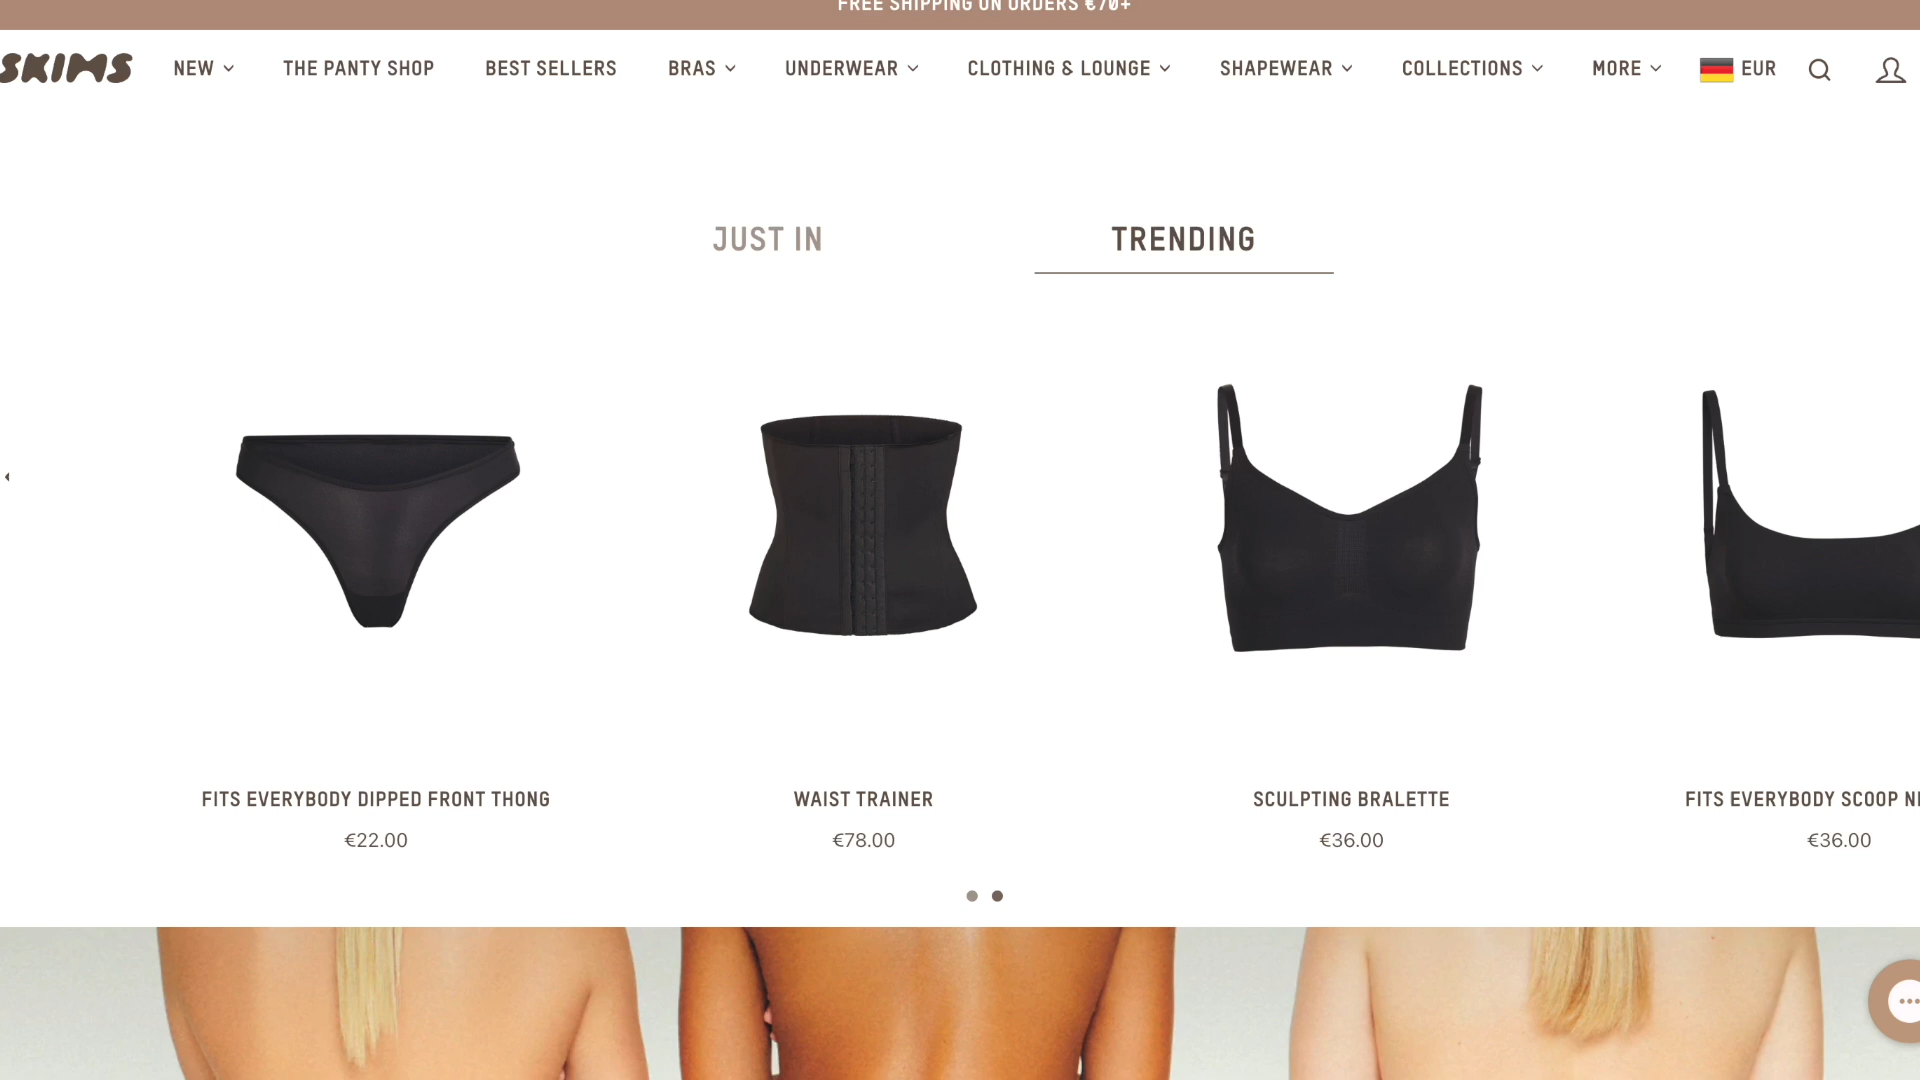 FREE SHIPPING ON ORDERS €70+
SKIMS NEW THE PANTY SHOP BEST SELLERS BRAS UNDERWEAR CLOTHING & LOUNGE SHAPEWEAR COLLECTIONS MORE EUR
JUST IN TRENDING
FITS EVERYBODY DIPPED FRONT THONG WAIST TRAINER SCULPTING BRALETTE FITS EVERYBODY SCOOP
€22.00 €78.00 €36.00 €36.00